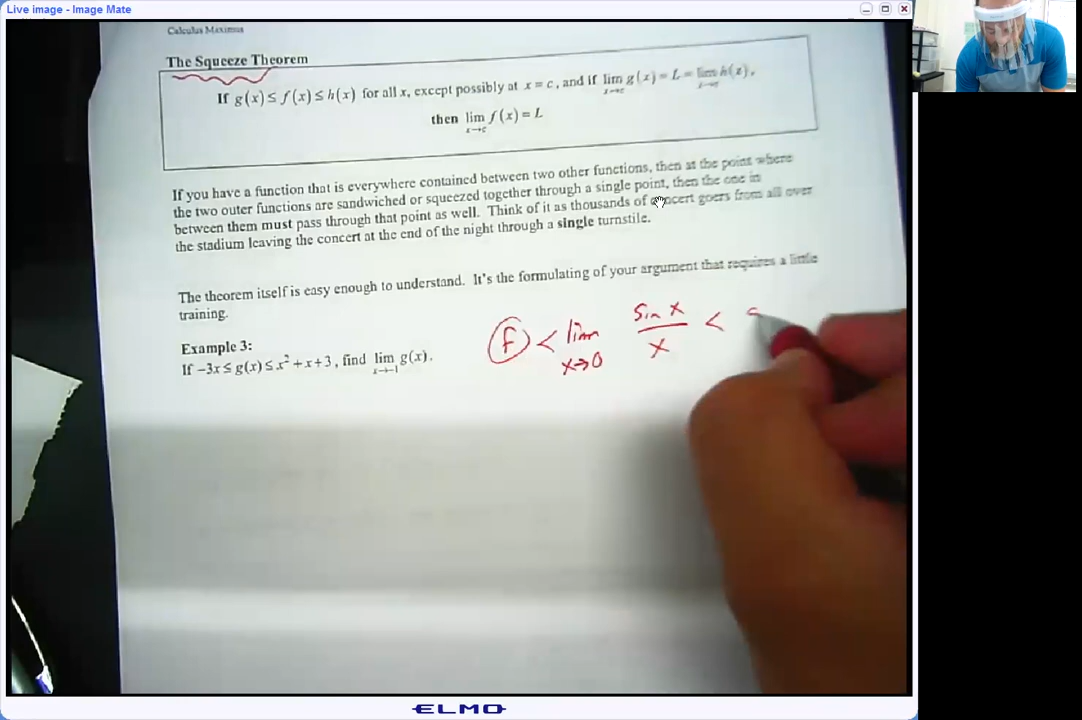 Live image - Image Mate
Calculus Maximus
The Squeeze Theorem
If g(x) ≤ f(x) ≤ h(x) for all x, except possibly at x = c, and if lim x→c g(x) = L = lim x→c h(x),
then lim x→c f(x) = L
If you have a function that is everywhere contained between two other functions, then at the point where
the two outer functions are sandwiched or squeezed together through a single point, then the one in
between them must pass through that point as well. Think of it as thousands of concert goers from all over
the stadium leaving the concert at the end of the night through a single turnstile.
The theorem itself is easy enough to understand. It's the formulating of your argument that requires a little
training.
Example 3:
If -3x ≤ g(x) ≤ x² + x + 3, find lim x→-1 g(x).
f < lim x→0 sin x / x <
ELMO